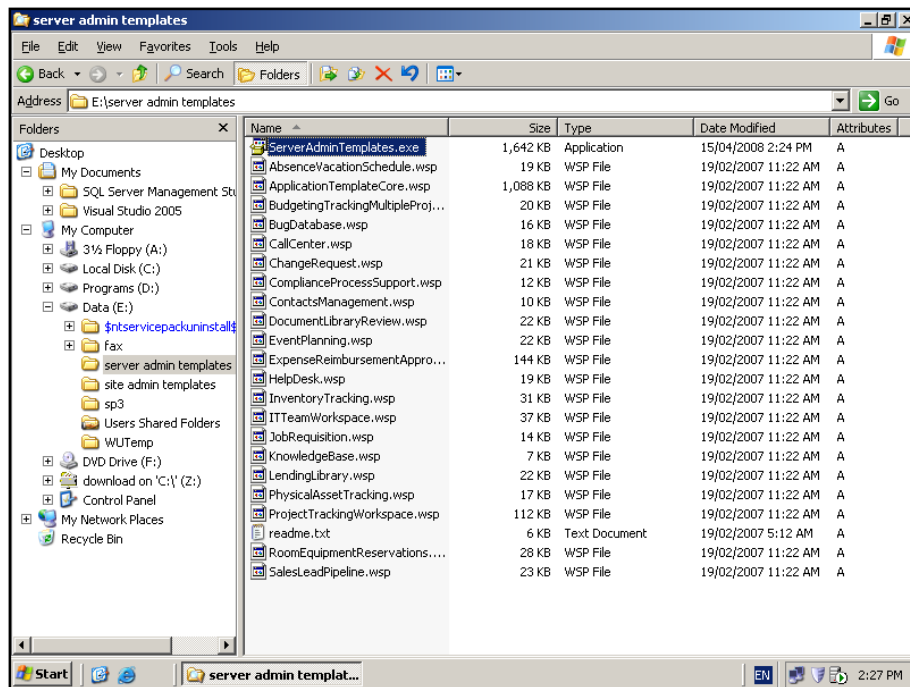 server admin templates
File Edit View Favorites Tools Help
Back Search Folders
Address E:\server admin templates Go
Folders Name Size Type Date Modified Attributes
Desktop
My Documents
SQL Server Management Stu
Visual Studio 2005
My Computer
3½ Floppy (A:)
Local Disk (C:)
Programs (D:)
Data (E:)
$ntservicepackuninstall$
fax
server admin templates
site admin templates
sp3
Users Shared Folders
WUTemp
DVD Drive (F:)
download on 'C:\' (Z:)
Control Panel
My Network Places
Recycle Bin
ServerAdminTemplates.exe 1,642 KB Application 15/04/2008 2:24 PM A
AbsenceVacationSchedule.wsp 19 KB WSP File 19/02/2007 11:22 AM A
ApplicationTemplateCore.wsp 1,088 KB WSP File 19/02/2007 11:22 AM A
BudgetingTrackingMultipleProj... 20 KB WSP File 19/02/2007 11:22 AM A
BugDatabase.wsp 16 KB WSP File 19/02/2007 11:22 AM A
CallCenter.wsp 18 KB WSP File 19/02/2007 11:22 AM A
ChangeRequest.wsp 21 KB WSP File 19/02/2007 11:22 AM A
ComplianceProcessSupport.wsp 12 KB WSP File 19/02/2007 11:22 AM A
ContactsManagement.wsp 10 KB WSP File 19/02/2007 11:22 AM A
DocumentLibraryReview.wsp 22 KB WSP File 19/02/2007 11:22 AM A
EventPlanning.wsp 22 KB WSP File 19/02/2007 11:22 AM A
ExpenseReimbursementAppro... 144 KB WSP File 19/02/2007 11:22 AM A
HelpDesk.wsp 19 KB WSP File 19/02/2007 11:22 AM A
InventoryTracking.wsp 31 KB WSP File 19/02/2007 11:22 AM A
ITTeamWorkspace.wsp 37 KB WSP File 19/02/2007 11:22 AM A
JobRequisition.wsp 14 KB WSP File 19/02/2007 11:22 AM A
KnowledgeBase.wsp 7 KB WSP File 19/02/2007 11:22 AM A
LendingLibrary.wsp 22 KB WSP File 19/02/2007 11:22 AM A
PhysicalAssetTracking.wsp 17 KB WSP File 19/02/2007 11:22 AM A
ProjectTrackingWorkspace.wsp 112 KB WSP File 19/02/2007 11:22 AM A
readme.txt 6 KB Text Document 19/02/2007 5:12 AM A
RoomEquipmentReservations.... 28 KB WSP File 19/02/2007 11:22 AM A
SalesLeadPipeline.wsp 23 KB WSP File 19/02/2007 11:22 AM A
Start server admin templat... EN 2:27 PM